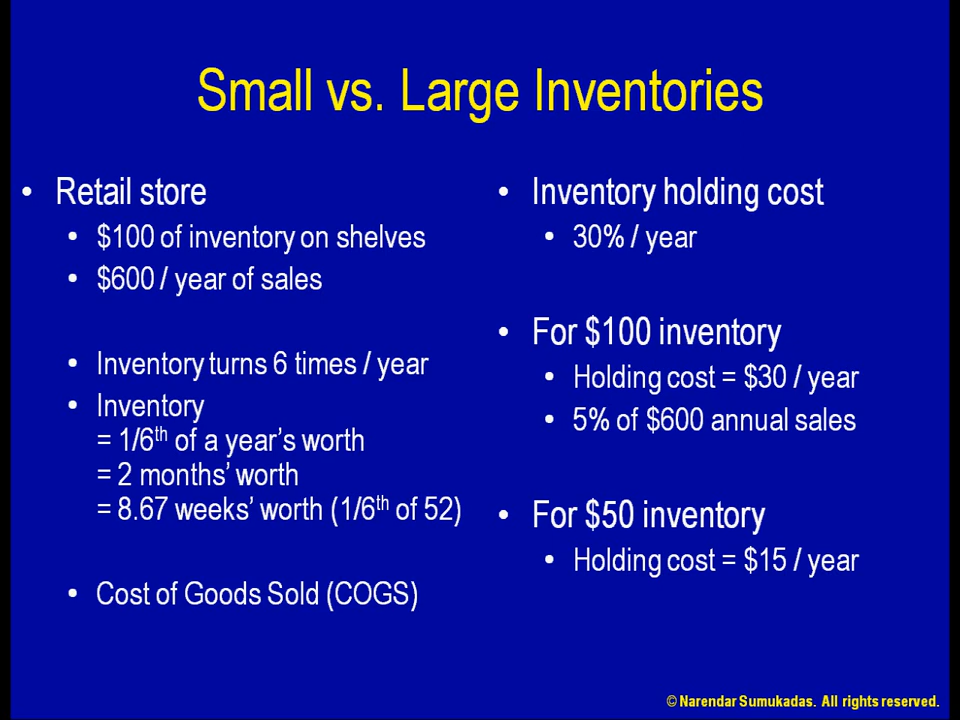 Small vs. Large Inventories
• Retail store
• $100 of inventory on shelves
• $600 / year of sales
• Inventory turns 6 times / year
• Inventory
= 1/6th of a year's worth
= 2 months' worth
= 8.67 weeks' worth (1/6th of 52)
• Cost of Goods Sold (COGS)
• Inventory holding cost
• 30% / year
• For $100 inventory
• Holding cost = $30 / year
• 5% of $600 annual sales
• For $50 inventory
• Holding cost = $15 / year
© Narendar Sumukadas. All rights reserved.